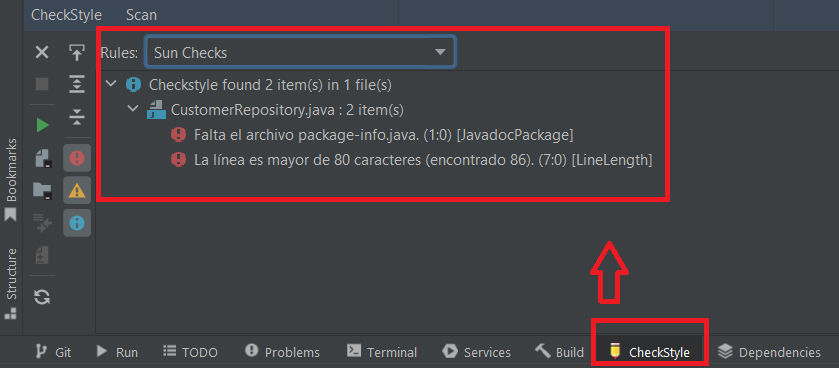 CheckStyle Scan
Rules: Sun Checks
Checkstyle found 2 item(s) in 1 file(s)
CustomerRepository.java : 2 item(s)
Falta el archivo package-info.java. (1:0) [JavadocPackage]
La línea es mayor de 80 caracteres (encontrado 86). (7:0) [LineLength]
Bookmarks
Structure
Git Run TODO Problems Terminal Services Build CheckStyle Dependencies